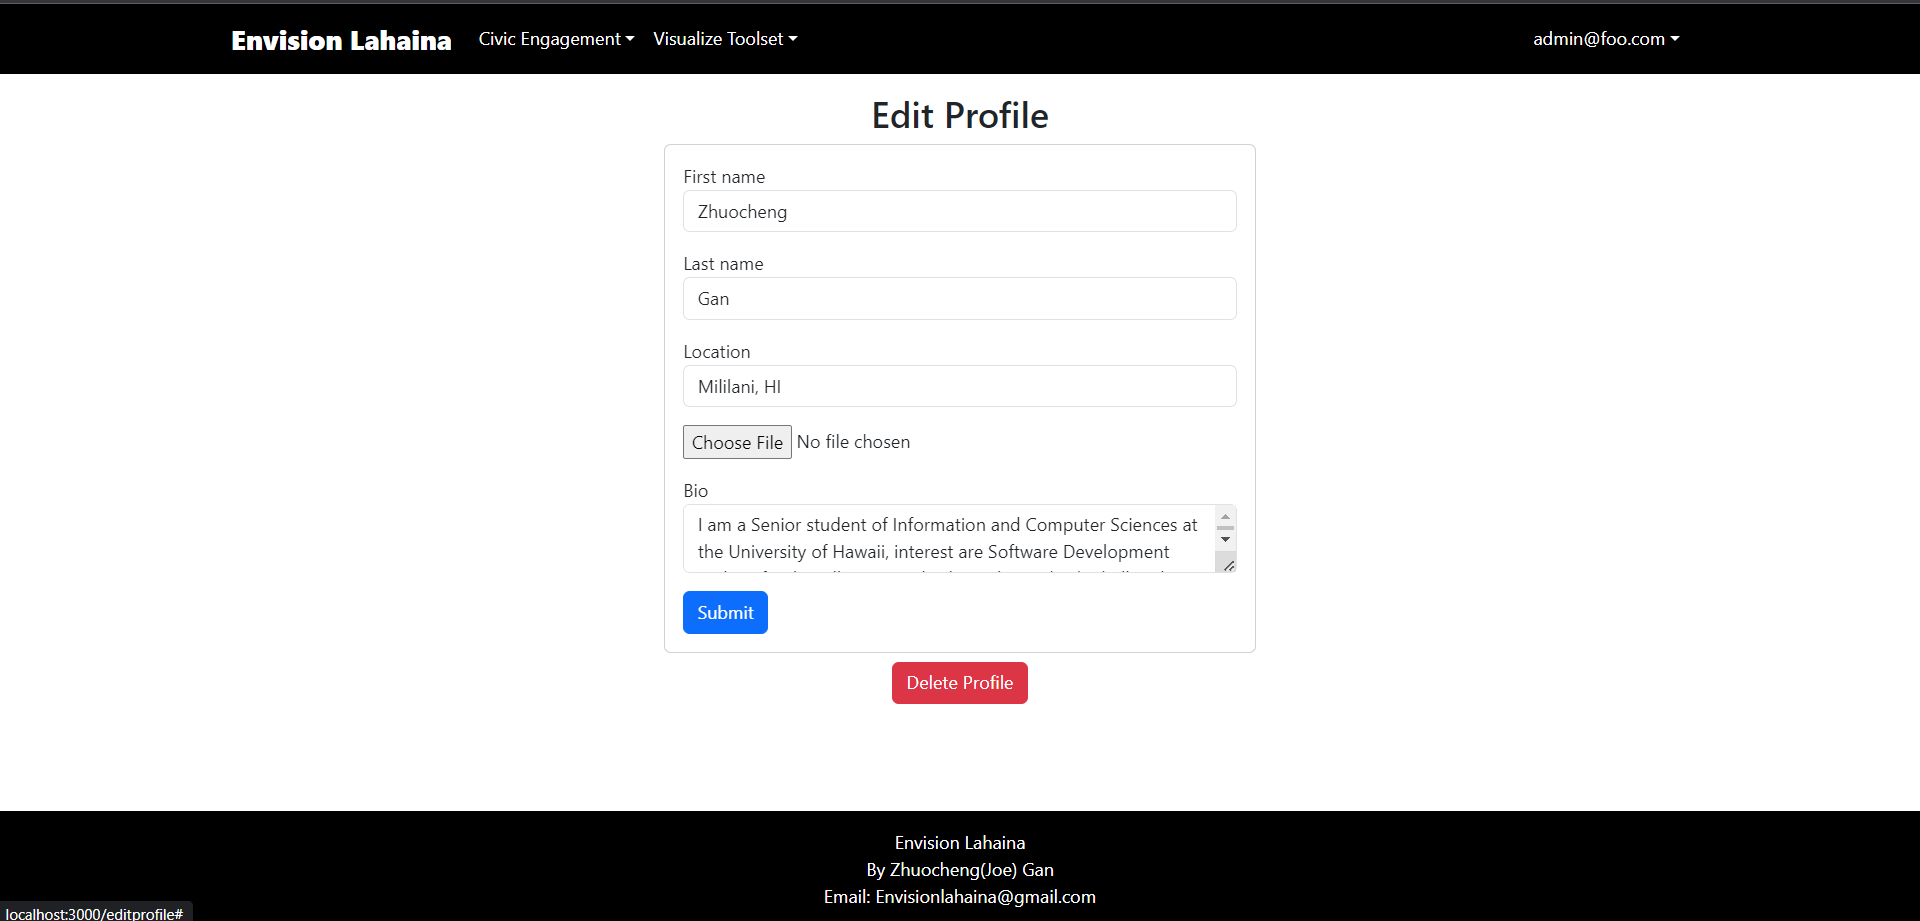 Envision Lahaina Civic Engagement Visualize Toolset admin@foo.com
Edit Profile
First name
Zhuocheng
Last name
Gan
Location
Mililani, HI
Choose File No file chosen
Bio
I am a Senior student of Information and Computer Sciences at
the University of Hawaii, interest are Software Development
Submit
Delete Profile
Envision Lahaina
By Zhuocheng(Joe) Gan
Email: Envisionlahaina@gmail.com
localhost:3000/editprofile#